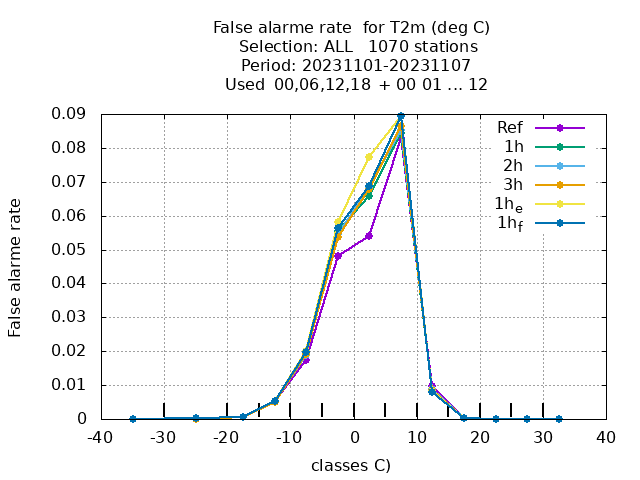 False alarme rate  for T2m (deg C)
Selection: ALL   1070 stations
Period: 20231101-20231107
Used  00,06,12,18 + 00 01 ... 12
False alarme rate
0.09
0.08
0.07
0.06
0.05
0.04
0.03
0.02
0.01
0
Ref
1h
2h
3h
1h_e
1h_f
-40 -30 -20 -10 0 10 20 30 40
classes C)